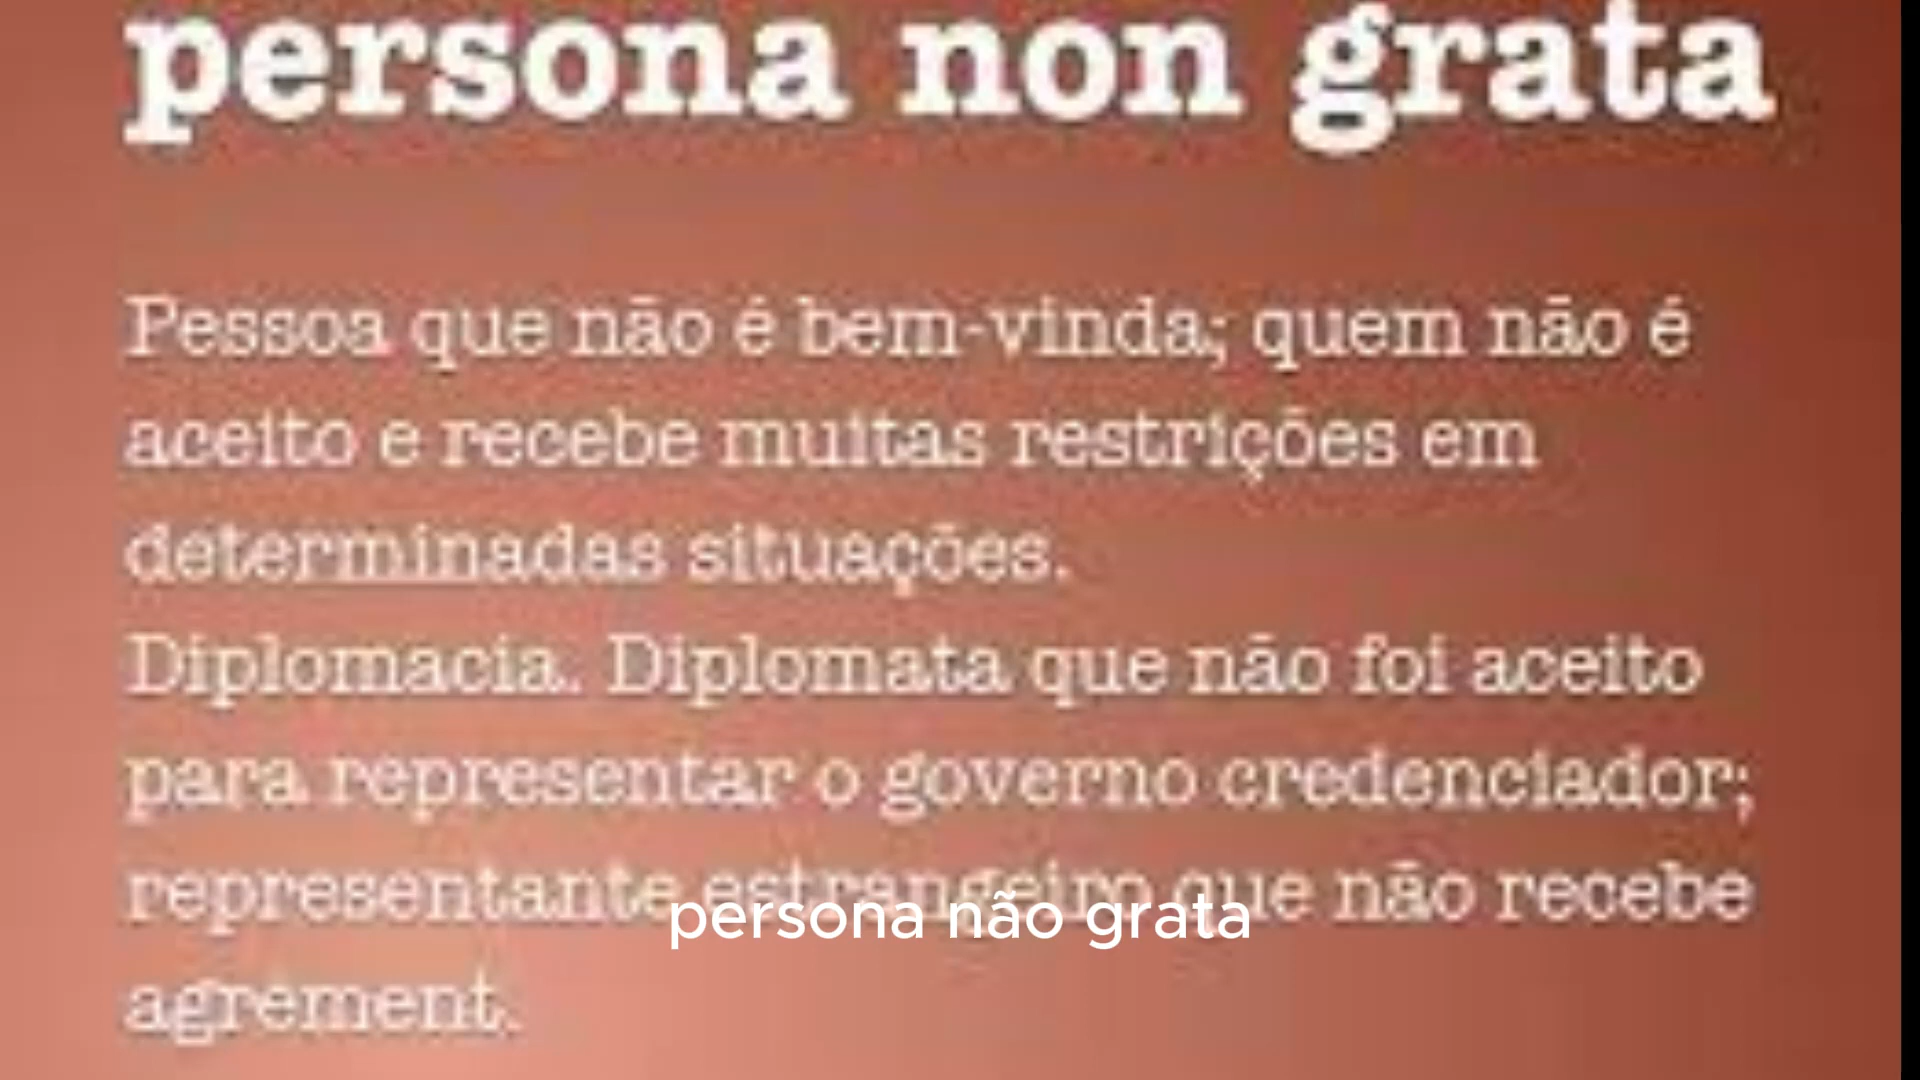 persona non grata
Pessoa que não é bem-vinda; quem não é
aceito e recebe muitas restrições em
determinadas situações.
Diplomacia. Diplomata que não foi aceito
para representar o governo credenciador;
representante estrangeiro que não recebe
persona não grata
agrément.